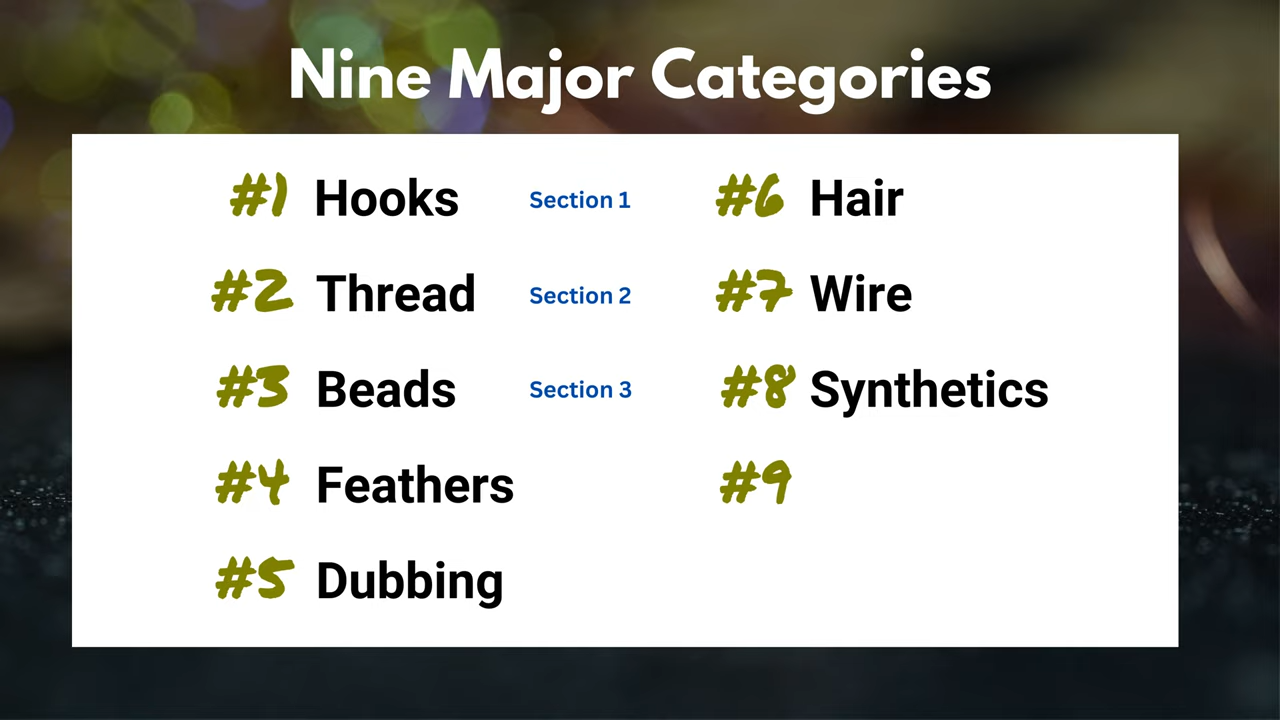 Nine Major Categories
#1 Hooks Section 1
#2 Thread Section 2
#3 Beads Section 3
#4 Feathers
#5 Dubbing
#6 Hair
#7 Wire
#8 Synthetics
#9